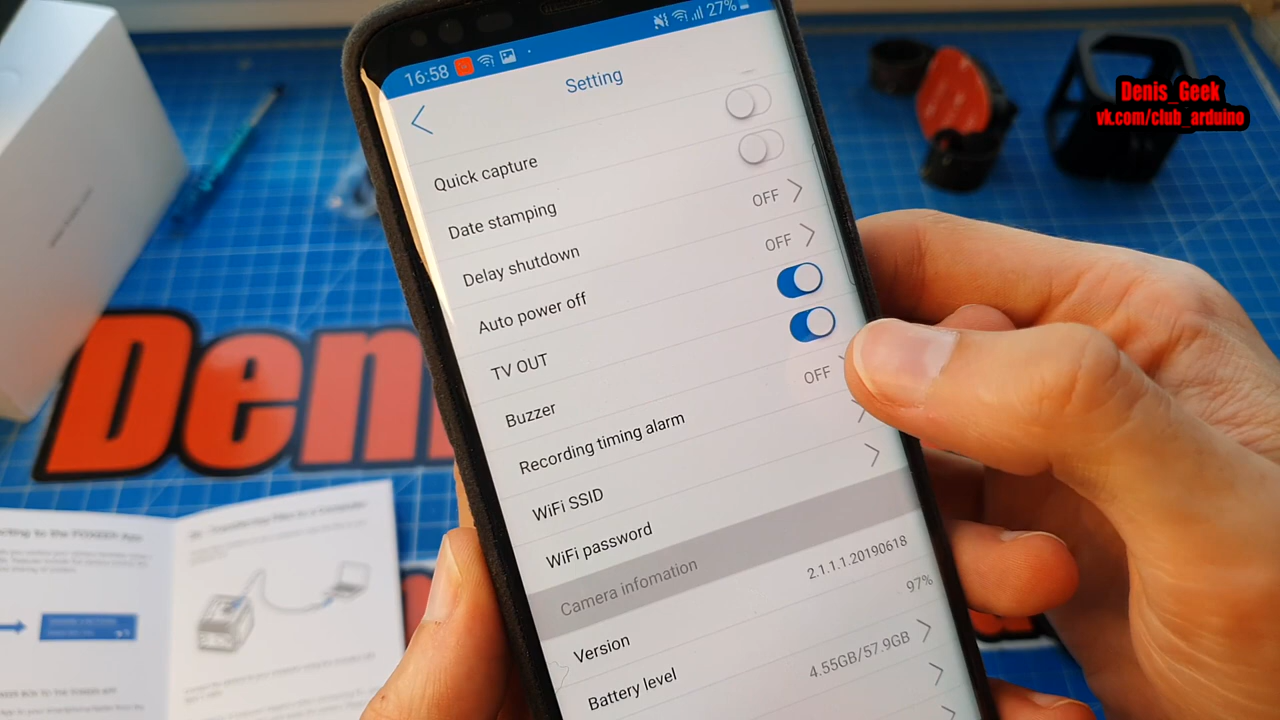 16:58
27%
Setting
Quick capture
Date stamping
Delay shutdown OFF
Auto power off OFF
TV OUT
Buzzer
Recording timing alarm OFF
WiFi SSID
WiFi password
Camera infomation
Version 2.1.1.1.20190618
Battery level 97%
4.55GB/57.9GB
Denis_Geek
vk.com/club_arduino
Den